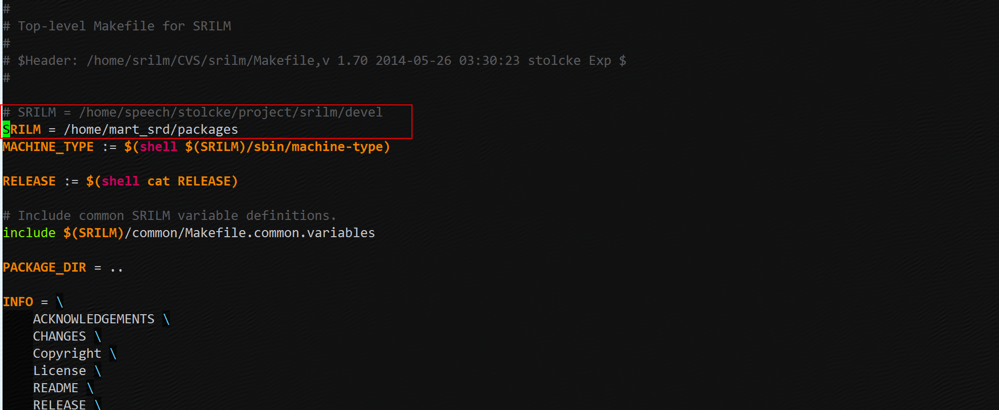 #
# Top-level Makefile for SRILM
#
# $Header: /home/srilm/CVS/srilm/Makefile,v 1.70 2014-05-26 03:30:23 stolcke Exp $
#
# SRILM = /home/speech/stolcke/project/srilm/devel
SRILM = /home/mart_srd/packages
MACHINE_TYPE := $(shell $(SRILM)/sbin/machine-type)
RELEASE := $(shell cat RELEASE)
# Include common SRILM variable definitions.
include $(SRILM)/common/Makefile.common.variables
PACKAGE_DIR = ..
INFO = \
ACKNOWLEDGEMENTS \
CHANGES \
Copyright \
License \
README \
RELEASE \